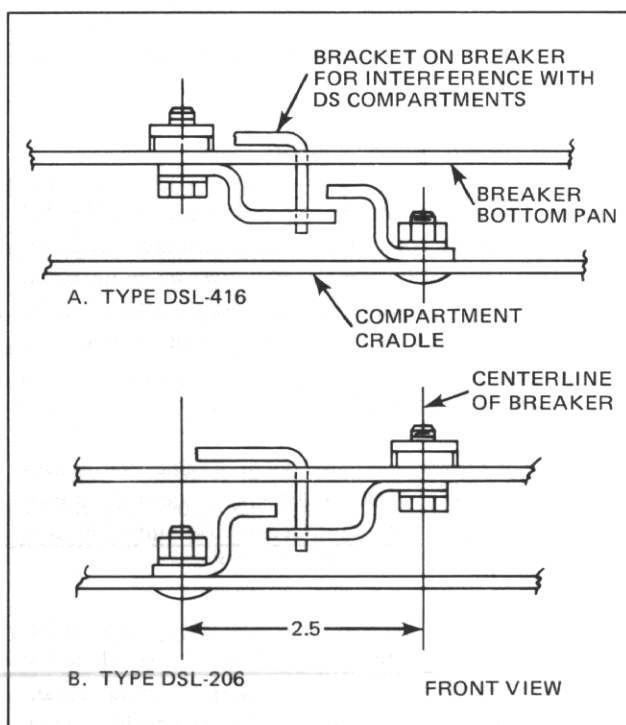 BRACKET ON BREAKER
FOR INTERFERENCE WITH
DS COMPARTMENTS
BREAKER
BOTTOM PAN
A. TYPE DSL-416
COMPARTMENT
CRADLE
CENTERLINE
OF BREAKER
2.5
B. TYPE DSL-206
FRONT VIEW